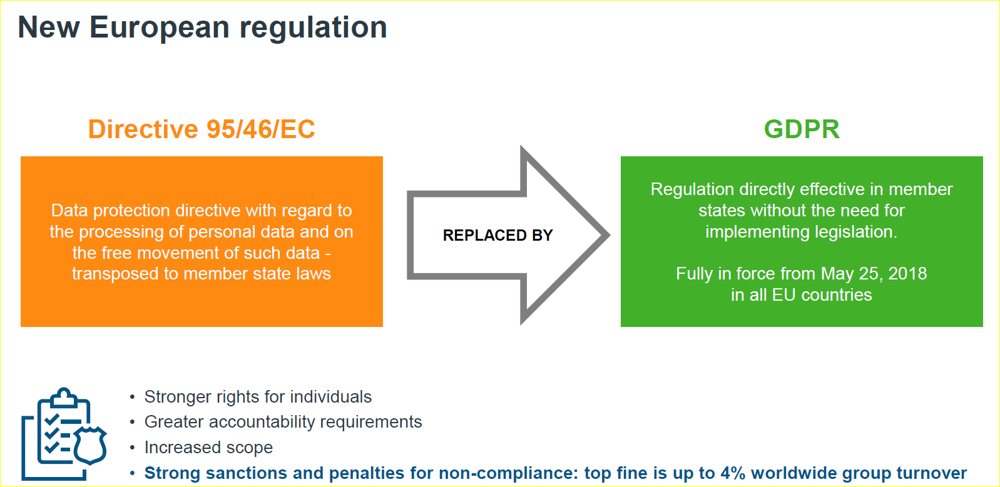 New European regulation
Directive 95/46/EC
Data protection directive with regard to
the processing of personal data and on
the free movement of such data -
transposed to member state laws
REPLACED BY
GDPR
Regulation directly effective in member
states without the need for
implementing legislation.
Fully in force from May 25, 2018
in all EU countries
• Stronger rights for individuals
• Greater accountability requirements
• Increased scope
• Strong sanctions and penalties for non-compliance: top fine is up to 4% worldwide group turnover